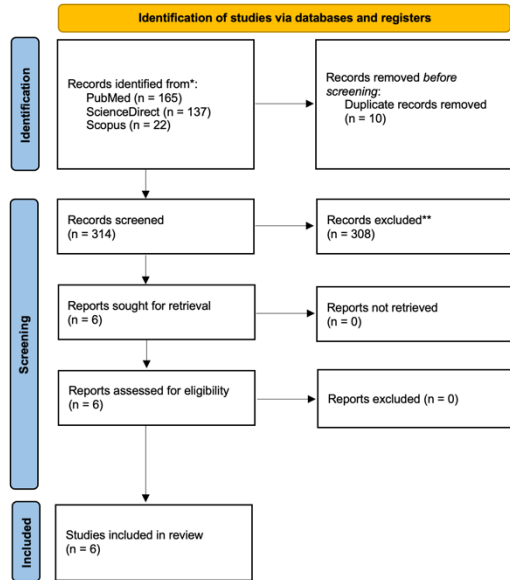 Identification of studies via databases and registers
Identification
Records identified from*:
PubMed (n = 165)
ScienceDirect (n = 137)
Scopus (n = 22)
Records removed before
screening:
Duplicate records removed
(n = 10)
Screening
Records screened
(n = 314)
Records excluded**
(n = 308)
Reports sought for retrieval
(n = 6)
Reports not retrieved
(n = 0)
Reports assessed for eligibility
(n = 6)
Reports excluded (n = 0)
Included
Studies included in review
(n = 6)